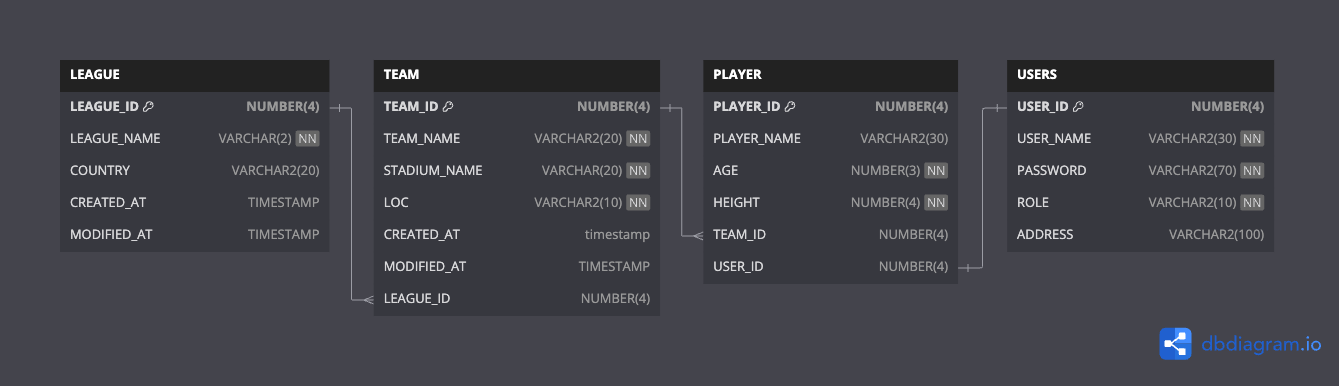 LEAGUE
LEAGUE_ID NUMBER(4)
LEAGUE_NAME VARCHAR(2) NN
COUNTRY VARCHAR2(20)
CREATED_AT TIMESTAMP
MODIFIED_AT TIMESTAMP
TEAM
TEAM_ID NUMBER(4)
TEAM_NAME VARCHAR2(20) NN
STADIUM_NAME VARCHAR(20) NN
LOC VARCHAR2(10) NN
CREATED_AT timestamp
MODIFIED_AT TIMESTAMP
LEAGUE_ID NUMBER(4)
PLAYER
PLAYER_ID NUMBER(4)
PLAYER_NAME VARCHAR2(30)
AGE NUMBER(3) NN
HEIGHT NUMBER(4) NN
TEAM_ID NUMBER(4)
USER_ID NUMBER(4)
USERS
USER_ID NUMBER(4)
USER_NAME VARCHAR2(30) NN
PASSWORD VARCHAR2(70) NN
ROLE VARCHAR2(10) NN
ADDRESS VARCHAR2(100)
dbdiagram.io